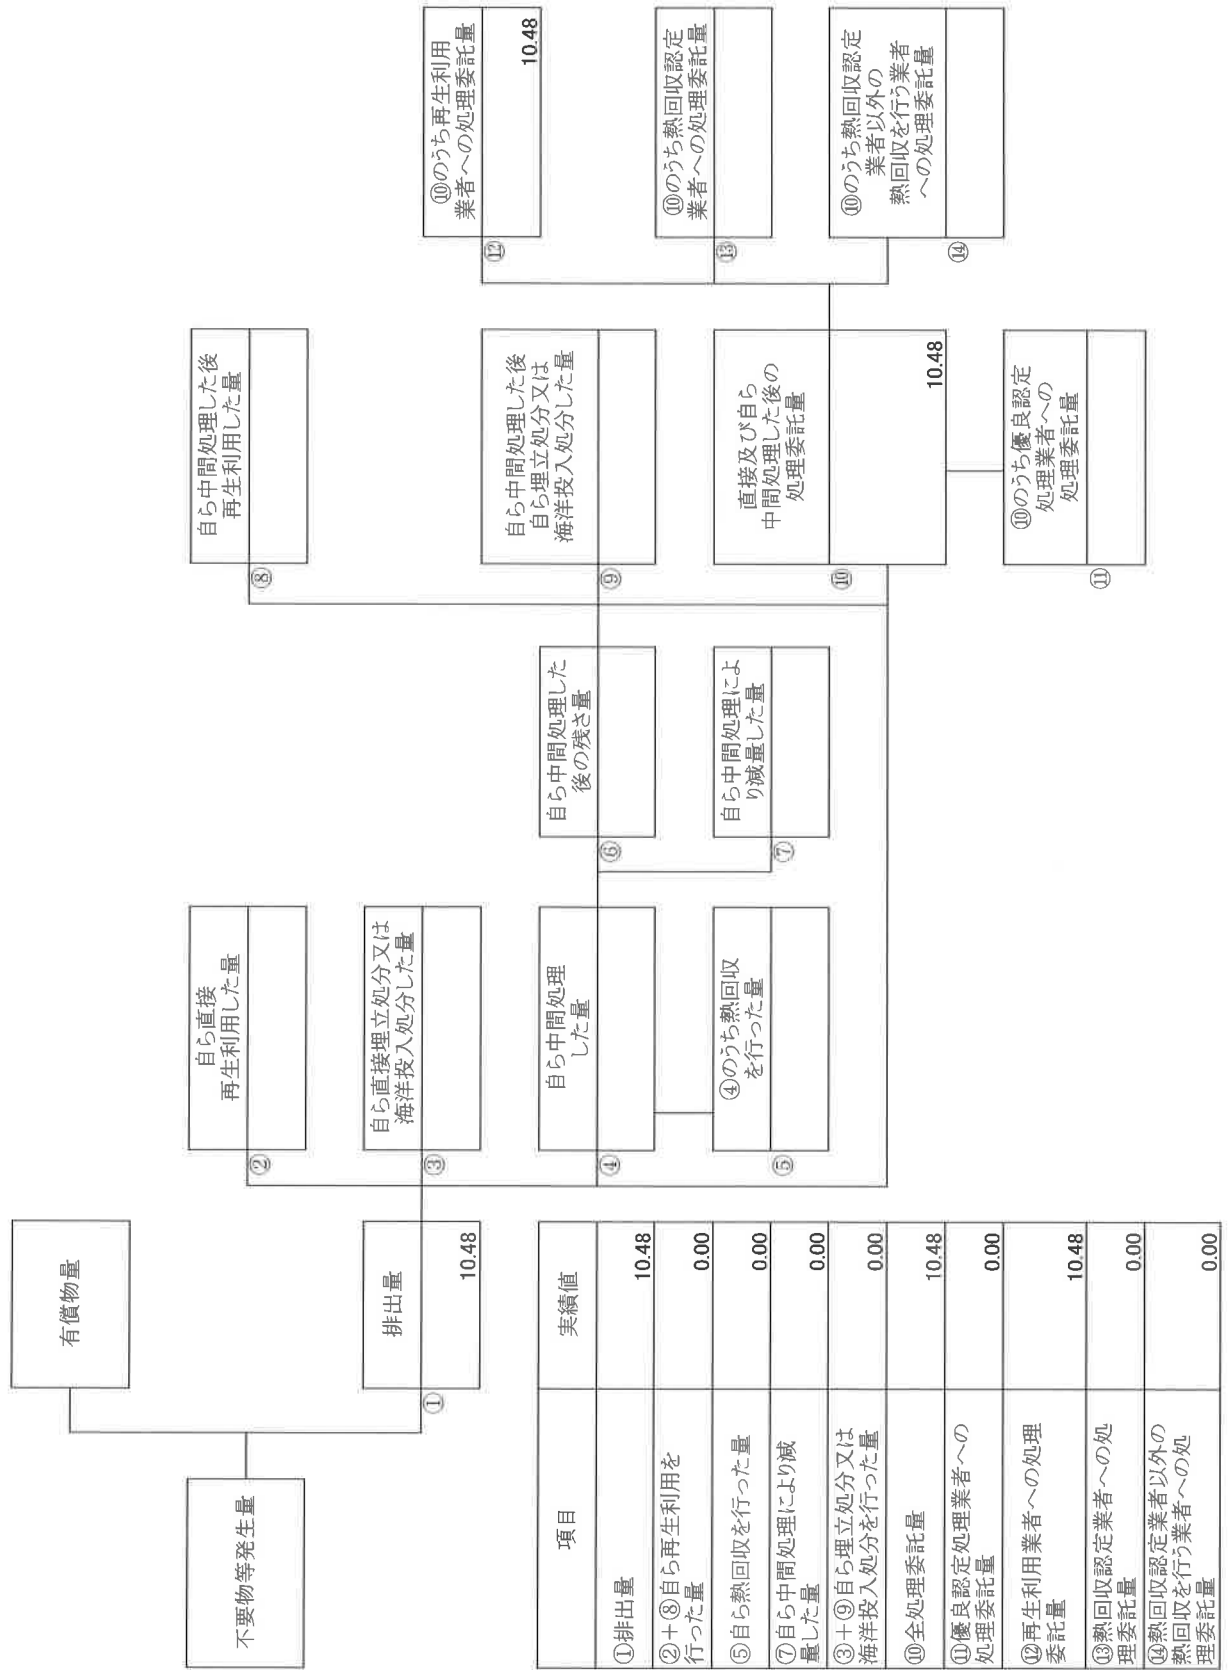 有償物量
不要物等発生量
排出量
①
10.48
自ら直接
再生利用した量
②
自ら直接埋立処分又は
海洋投入処分した量
③
自ら中間処理
した量
④
④のうち熱回収
を行った量
⑤
自ら中間処理した
後の残さ量
⑥
自ら中間処理によ
り減量した量
⑦
自ら中間処理した後
再生利用した量
⑧
自ら中間処理した後
自ら埋立処分又は
海洋投入処分した量
⑨
直接及び自ら
中間処理した後の
処理委託量
⑩
10.48
⑩のうち優良認定
処理業者への
処理委託量
⑪
⑩のうち再生利用
業者への処理委託量
⑫
10.48
⑩のうち熱回収認定
業者への処理委託量
⑬
⑩のうち熱回収認定
業者以外の
熱回収を行う業者
への処理委託量
⑭
項目 実績値
①排出量 10.48
②+⑧自ら再生利用を
行った量 0.00
⑤自ら熱回収を行った量 0.00
⑦自ら中間処理により減
量した量 0.00
③+⑨自ら埋立処分又は
海洋投入処分を行った量 0.00
⑩全処理委託量 10.48
⑪優良認定処理業者への
処理委託量 0.00
⑫再生利用業者への処理
委託量 10.48
⑬熱回収認定業者への処
理委託量 0.00
⑭熱回収認定業者以外の
熱回収を行う業者への処
理委託量 0.00